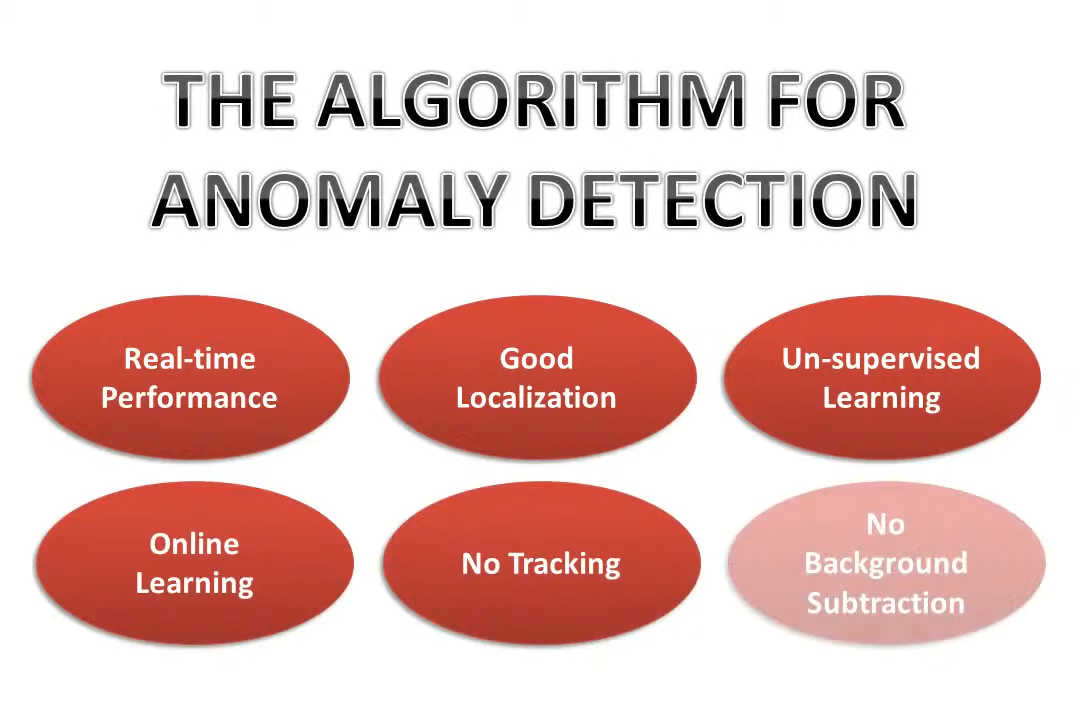 THE ALGORITHM FOR
ANOMALY DETECTION
Real-time
Performance
Good
Localization
Un-supervised
Learning
Online
Learning
No Tracking
No
Background
Subtraction